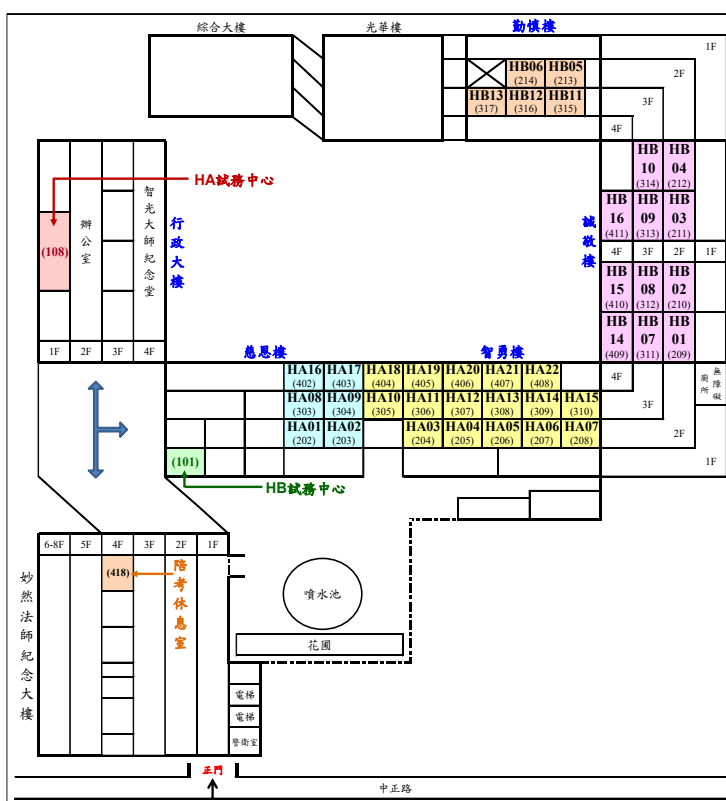 綜合大樓
光華樓
勤慎樓
1F
HB06 HB05
(214) (213)
2F
HB13 HB12 HB11
(317) (316) (315)
3F
4F
HB 10 (314)
HB 04 (212)
HB 16 (411)
HB 09 (313)
HB 03 (211)
4F 3F 2F 1F
HB 15 (410)
HB 08 (312)
HB 02 (210)
HB 14 (409)
HB 07 (311)
HB 01 (209)
誠敬樓
HA試務中心
(108)
辦公室
智光大師紀念堂
行政大樓
1F 2F 3F 4F
慈恩樓
智勇樓
HA16 HA17 HA18 HA19 HA20 HA21 HA22
(402) (403) (404) (405) (406) (407) (408)
4F
無障礙
廁所
HA08 HA09 HA10 HA11 HA12 HA13 HA14 HA15
(303) (304) (305) (306) (307) (308) (309) (310)
3F
HA01 HA02 HA03 HA04 HA05 HA06 HA07
(202) (203) (204) (205) (206) (207) (208)
2F
(101)
1F
HB試務中心
6-8F 5F 4F 3F 2F 1F
(418)
陪考休息室
妙然法師紀念大樓
噴水池
花圃
電梯
電梯
警衛室
正門
中正路